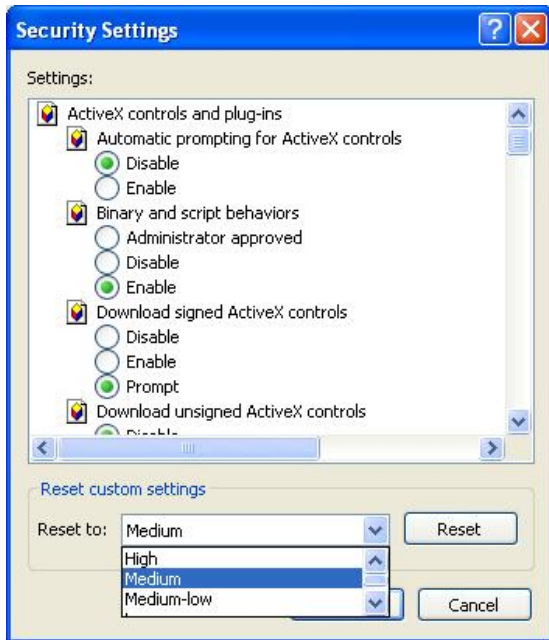 Security Settings
Settings:
ActiveX controls and plug-ins
Automatic prompting for ActiveX controls
Disable
Enable
Binary and script behaviors
Administrator approved
Disable
Enable
Download signed ActiveX controls
Disable
Enable
Prompt
Download unsigned ActiveX controls
Disable
Reset custom settings
Reset to: Medium Reset
High
Medium
Medium-low
Cancel